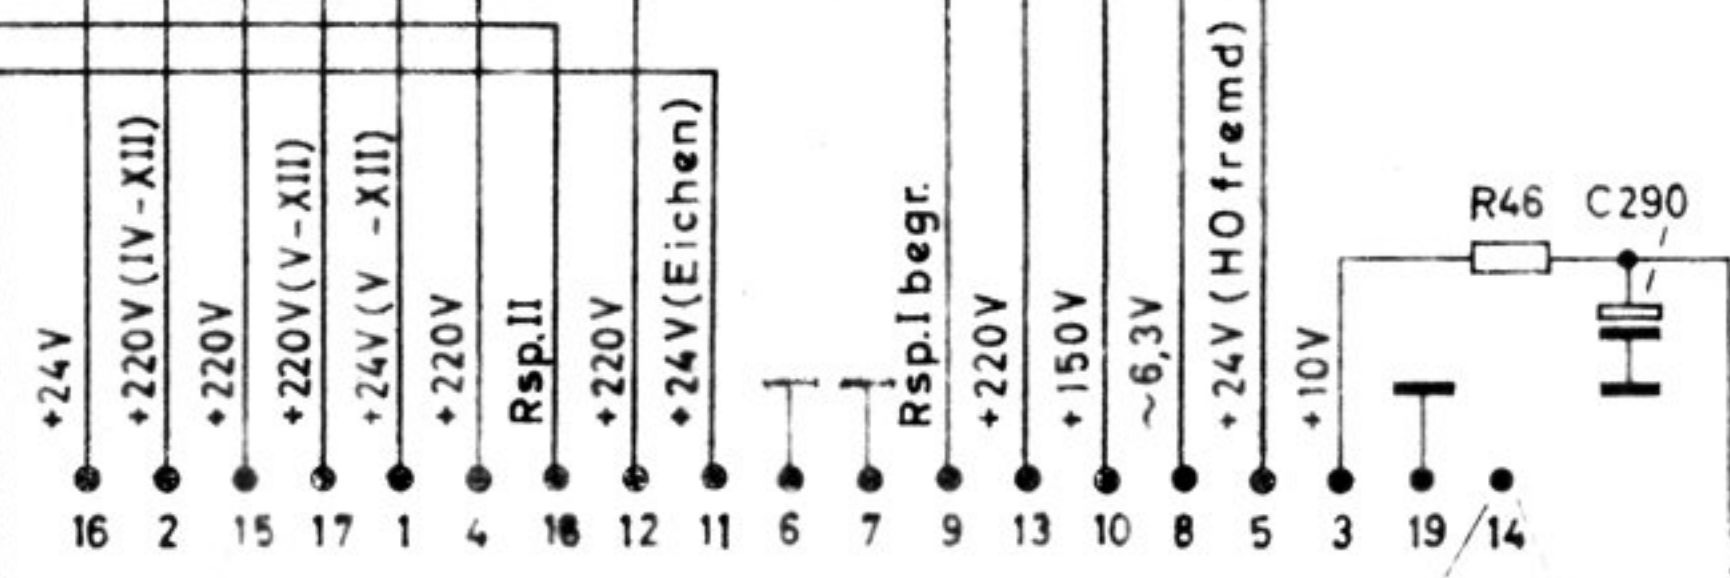 R46 C290
+24V
+220V (IV-XII)
+220V
+220V (V-XII)
+24V (V -XII)
+220V
Rsp.II
+220V
+24V (Eichen)
Rsp.I begr.
+220V
+150V
~6,3V
+24V (HO fremd)
+10V
16 2 15 17 1 4 18 12 11 6 7 9 13 10 8 5 3 19 14